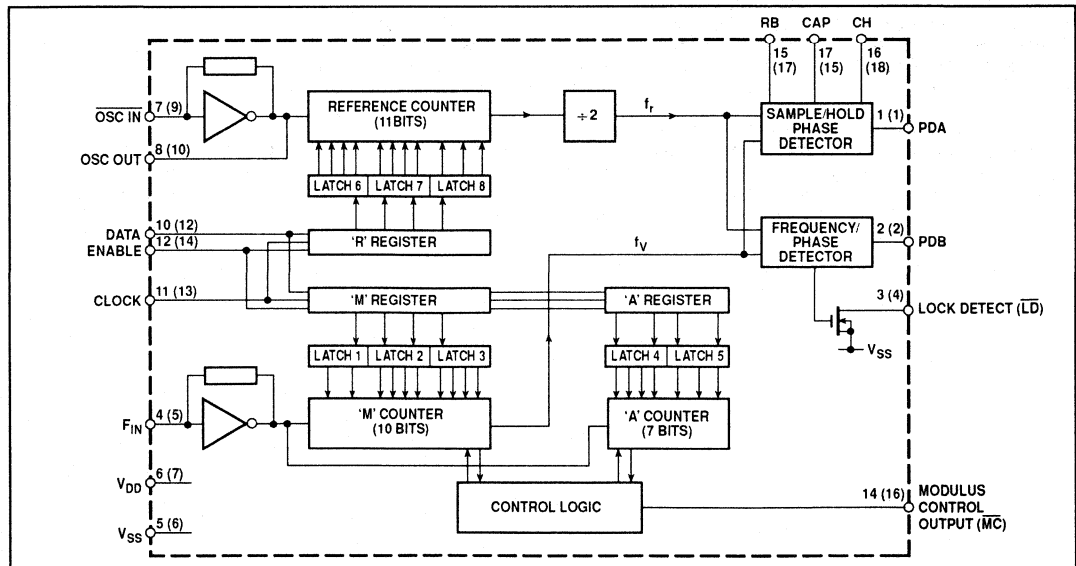 RB CAP CH
15 17 16
(17) (15) (18)
OSC IN 7 (9)
REFERENCE COUNTER
(11BITS)
÷2
fr
SAMPLE/HOLD
PHASE
DETECTOR
1 (1) PDA
OSC OUT 8 (10)
LATCH 6 LATCH 7 LATCH 8
DATA 10 (12)
ENABLE 12 (14)
'R' REGISTER
fV
FREQUENCY/
PHASE
DETECTOR
2 (2) PDB
CLOCK 11 (13)
'M' REGISTER
'A' REGISTER
3 (4) LOCK DETECT (LD)
VSS
LATCH 1 LATCH 2 LATCH 3
LATCH 4 LATCH 5
FIN 4 (5)
'M' COUNTER
(10 BITS)
'A' COUNTER
(7 BITS)
VDD 6 (7)
CONTROL LOGIC
14 (16) MODULUS
CONTROL
OUTPUT (MC)
VSS 5 (6)